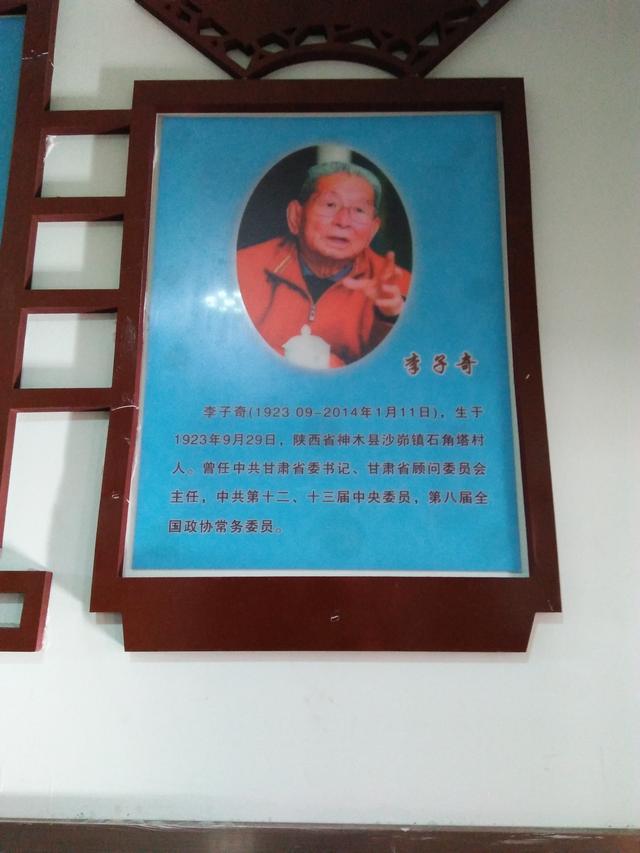 李子奇
李子奇(1923 09-2014年1月11日)，生于
1923年9月29日，陕西省神木县沙峁镇石角塔村
人。曾任中共甘肃省委书记、甘肃省顾问委员会
主任，中共第十二、十三届中央委员，第八届全
国政协常务委员。